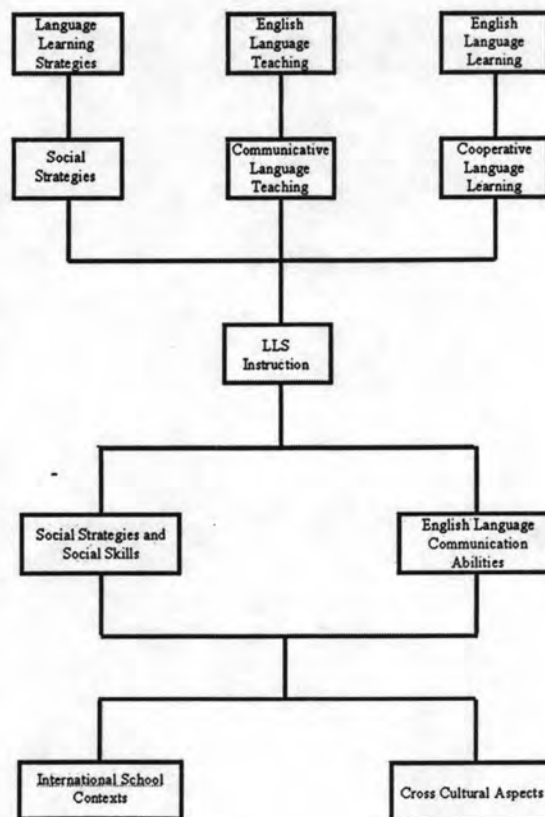 Language
Learning
Strategies
English
Language
Teaching
English
Language
Learning
Social
Strategies
Communicative
Language
Teaching
Cooperative
Language
Learning
LLS
Instruction
Social Strategies and
Social Skills
English Language
Communication
Abilities
International School
Contexts
Cross Cultural Aspects